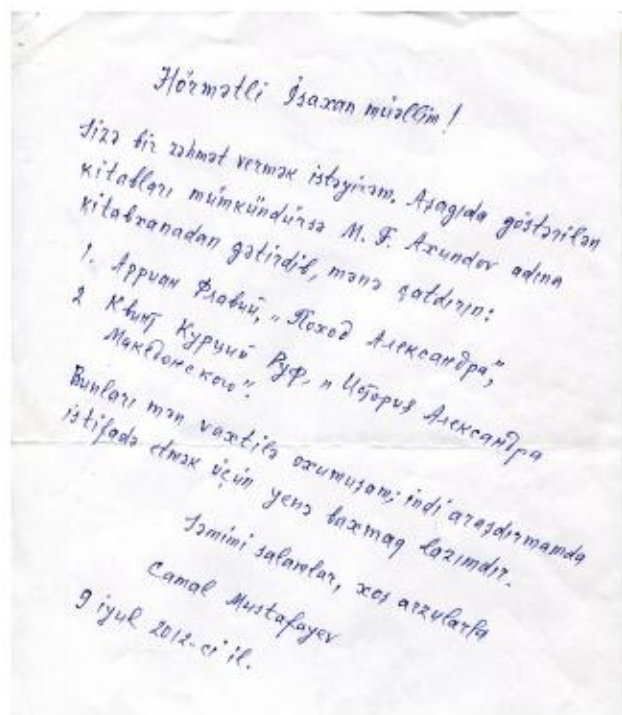 Hörmətli İsaxan müəllim!
Sizə bir zəhmət vermək istəyirəm. Aşağıda göstərilən
kitabları mümkündürsə M. F. Axundov adına
kitabxanadan gətirdib, mənə çatdırın:
1. Арриан Флавий, „Поход Александра";
2 Квинт Курций Руф. „История Александра
Македонского".
Bunları mən vaxtilə oxumuşam; indi araşdırmamda
istifadə etmək üçün yenə baxmaq lazımdır.
Səmimi salamlar, xoş arzularla
Camal Mustafayev
9 iyul 2012-ci il.